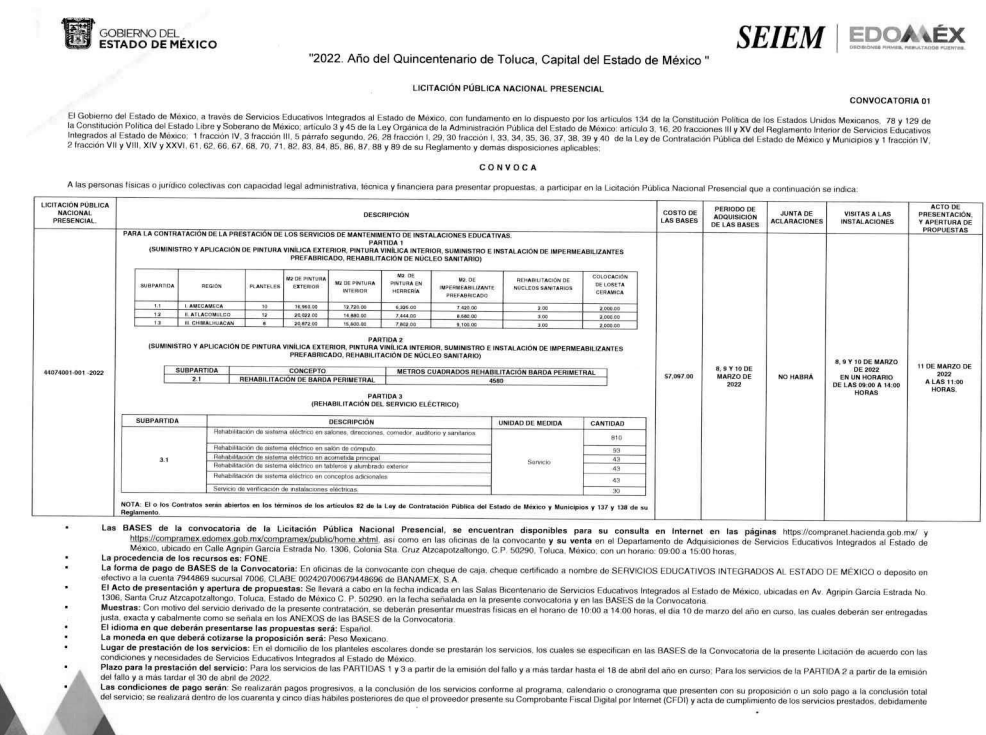 GOBIERNO DEL
ESTADO DE MÉXICO
SEIEM
EDOMÉX
DECISIONES FIRMES, RESULTADOS FUERTES.
"2022. Año del Quincentenario de Toluca, Capital del Estado de México "
LICITACIÓN PÚBLICA NACIONAL PRESENCIAL
CONVOCATORIA 01
El Gobierno del Estado de México, a través de Servicios Educativos Integrados al Estado de México, con fundamento en lo dispuesto por los artículos 134 de la Constitución Política de los Estados Unidos Mexicanos, 78 y 129 de
la Constitución Política del Estado Libre y Soberano de México; artículo 3 y 45 de la Ley Orgánica de la Administración Pública del Estado de México; artículo 3, 16, 20 fracciones III y XV del Reglamento Interior de Servicios Educativos
Integrados al Estado de México; 1 fracción IV, 3 fracción III, 5 párrafo segundo, 26, 28 fracción I, 29, 30 fracción I, 33, 34, 35, 36, 37, 38, 39 y 40 de la Ley de Contratación Pública del Estado de México y Municipios y 1 fracción IV,
2 fracción VII y VIII, XIV y XXVI, 61, 62, 66, 67, 68, 70, 71, 82, 83, 84, 85, 86, 87, 88 y 89 de su Reglamento y demás disposiciones aplicables;
C O N V O C A
A las personas físicas o jurídico colectivas con capacidad legal administrativa, técnica y financiera para presentar propuestas, a participar en la Licitación Pública Nacional Presencial que a continuación se indica:
LICITACIÓN PÚBLICA NACIONAL PRESENCIAL.
DESCRIPCIÓN
COSTO DE LAS BASES
PERIODO DE ADQUISICIÓN DE LAS BASES
JUNTA DE ACLARACIONES
VISITAS A LAS INSTALACIONES
ACTO DE PRESENTACIÓN, Y APERTURA DE PROPUESTAS
44074001-001 -2022
PARA LA CONTRATACIÓN DE LA PRESTACIÓN DE LOS SERVICIOS DE MANTENIMIENTO DE INSTALACIONES EDUCATIVAS.
PARTIDA 1
(SUMINISTRO Y APLICACIÓN DE PINTURA VINÍLICA EXTERIOR, PINTURA VINÍLICA INTERIOR, SUMINISTRO E INSTALACIÓN DE IMPERMEABILIZANTES
PREFABRICADO, REHABILITACIÓN DE NÚCLEO SANITARIO)
SUBPARTIDA REGIÓN PLANTELES M2 DE PINTURA EXTERIOR M2 DE PINTURA INTERIOR M2. DE PINTURA EN HERRERÍA M2. DE IMPERMEABILIZANTE PREFABRICADO REHABILITACIÓN DE NÚCLEOS SANITARIOS COLOCACIÓN DE LOSETA CERAMICA
1.1 I. AMECAMECA 10 16,960.00 12,720.00 6,326.00 7,420.00 3.00 2,000.00
1.2 II. ATLACOMULCO 12 20,022.00 14,880.00 7,444.00 8,680.00 3.00 2,000.00
1.3 III. CHIMALHUACAN 8 20,872.00 15,600.00 7,802.00 9,100.00 3.00 2,000.00
PARTIDA 2
(SUMINISTRO Y APLICACIÓN DE PINTURA VINÍLICA EXTERIOR, PINTURA VINÍLICA INTERIOR, SUMINISTRO E INSTALACIÓN DE IMPERMEABILIZANTES
PREFABRICADO, REHABILITACIÓN DE NÚCLEO SANITARIO)
SUBPARTIDA CONCEPTO METROS CUADRADOS REHABILITACIÓN BARDA PERIMETRAL
2.1 REHABILITACIÓN DE BARDA PERIMETRAL 4580
PARTIDA 3
(REHABILITACIÓN DEL SERVICIO ELÉCTRICO)
SUBPARTIDA DESCRIPCIÓN UNIDAD DE MEDIDA CANTIDAD
3.1
Rehabilitación de sistema eléctrico en salones, direcciones, comedor, auditorio y sanitarios 810
Rehabilitación de sistema eléctrico en salón de cómputo 59
Rehabilitación de sistema eléctrico en acometida principal 43
Servicio
Rehabilitación de sistema eléctrico en tableros y alumbrado exterior 43
Rehabilitación de sistema eléctrico en conceptos adicionales 43
Servicio de verificación de instalaciones eléctricas 30
NOTA: El o los Contratos serán abiertos en los términos de los artículos 82 de la Ley de Contratación Pública del Estado de México y Municipios y 137 y 138 de su
Reglamento.
$7,097.00
8, 9 Y 10 DE MARZO DE 2022
NO HABRÁ
8, 9 Y 10 DE MARZO DE 2022 EN UN HORARIO DE LAS 09:00 A 14:00 HORAS
11 DE MARZO DE 2022 A LAS 11:00 HORAS.
• Las BASES de la convocatoria de la Licitación Pública Nacional Presencial, se encuentran disponibles para su consulta en Internet en las páginas https://compranet.hacienda.gob.mx/ y
https://compramex.edomex.gob.mx/compramex/public/home.xhtml, así como en las oficinas de la convocante y su venta en el Departamento de Adquisiciones de Servicios Educativos Integrados al Estado de
México, ubicado en Calle Agripín García Estrada No. 1306, Colonia Sta. Cruz Atzcapotzaltongo, C.P. 50290, Toluca, México; con un horario: 09:00 a 15:00 horas,
• La procedencia de los recursos es: FONE.
• La forma de pago de BASES de la Convocatoria: En oficinas de la convocante con cheque de caja, cheque certificado a nombre de SERVICIOS EDUCATIVOS INTEGRADOS AL ESTADO DE MÉXICO o deposito en
efectivo a la cuenta 7944869 sucursal 7006, CLABE 002420700679448696 de BANAMEX, S.A.
• El Acto de presentación y apertura de propuestas: Se llevará a cabo en la fecha indicada en las Salas Bicentenario de Servicios Educativos Integrados al Estado de México, ubicadas en Av. Agripín García Estrada No.
1306, Santa Cruz Atzcapotzaltongo, Toluca, Estado de México C. P. 50290, en la fecha señalada en la presente convocatoria y en las BASES de la Convocatoria.
• Muestras: Con motivo del servicio derivado de la presente contratación, se deberán presentar muestras físicas en el horario de 10:00 a 14:00 horas, el día 10 de marzo del año en curso, las cuales deberán ser entregadas
justa, exacta y cabalmente como se señala en los ANEXOS de las BASES de la Convocatoria.
• El idioma en que deberán presentarse las propuestas será: Español.
• La moneda en que deberá cotizarse la proposición será: Peso Mexicano.
• Lugar de prestación de los servicios: En el domicilio de los planteles escolares donde se prestarán los servicios, los cuales se especifican en las BASES de la Convocatoria de la presente Licitación de acuerdo con las
condiciones y necesidades de Servicios Educativos Integrados al Estado de México.
• Plazo para la prestación del servicio: Para los servicios de las PARTIDAS 1 y 3 a partir de la emisión del fallo y a más tardar hasta el 18 de abril del año en curso; Para los servicios de la PARTIDA 2 a partir de la emisión
del fallo y a más tardar el 30 de abril de 2022.
• Las condiciones de pago serán: Se realizarán pagos progresivos, a la conclusión de los servicios conforme al programa, calendario o cronograma que presenten con su proposición o un solo pago a la conclusión total
del servicio; se realizará dentro de los cuarenta y cinco días hábiles posteriores de que el proveedor presente su Comprobante Fiscal Digital por Internet (CFDI) y acta de cumplimiento de los servicios prestados, debidamente